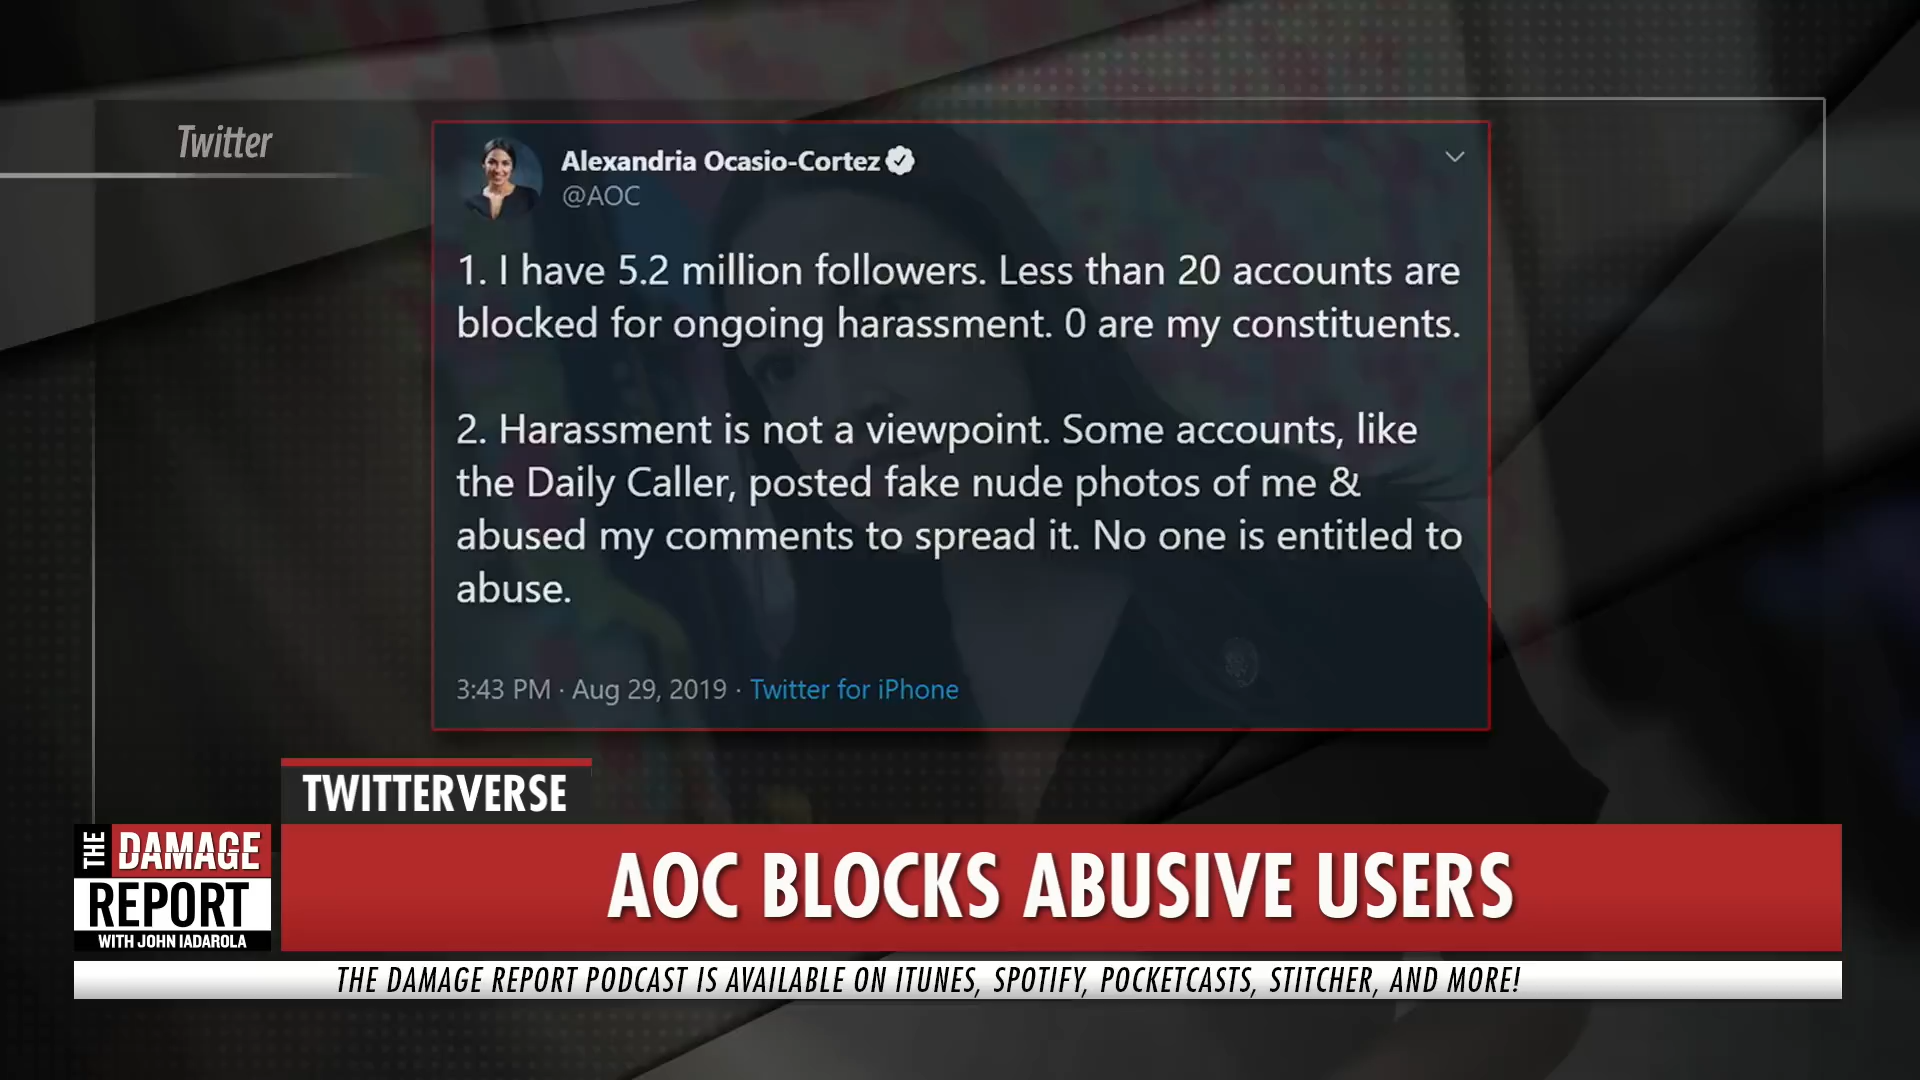 Twitter
Alexandria Ocasio-Cortez
@AOC
1. I have 5.2 million followers. Less than 20 accounts are
blocked for ongoing harassment. 0 are my constituents.
2. Harassment is not a viewpoint. Some accounts, like
the Daily Caller, posted fake nude photos of me &
abused my comments to spread it. No one is entitled to
abuse.
3:43 PM · Aug 29, 2019 · Twitter for iPhone
TWITTERVERSE
THE DAMAGE
REPORT
WITH JOHN IADAROLA
AOC BLOCKS ABUSIVE USERS
THE DAMAGE REPORT PODCAST IS AVAILABLE ON ITUNES, SPOTIFY, POCKETCASTS, STITCHER, AND MORE!